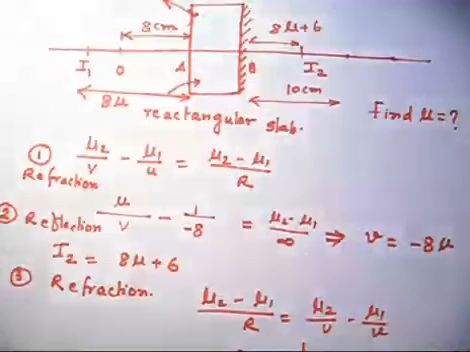 8cm 8μ+6
I₁ O A B I₂
8μ 10cm
reactangular slab. Find μ=?
① μ₂/v − μ₁/u = μ₂ − μ₁/R
Refraction
② Reflection μ/v − 1/-8 = μ₂-μ₁/∞ ⇒ v = -8μ
I₂ = 8μ+6
③ Refraction.
μ₂ − μ₁/R = μ₂/v − μ₁/u